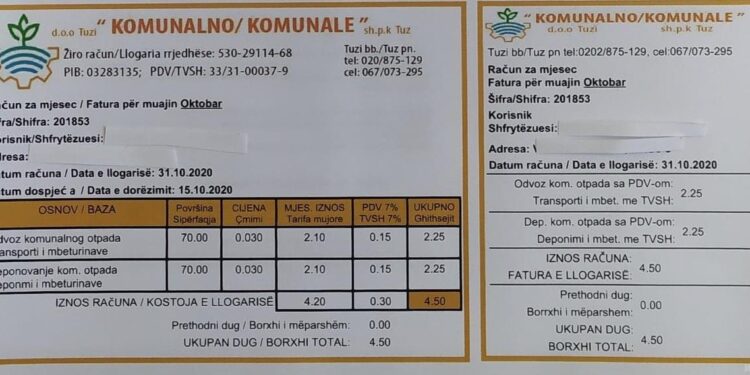 " KOMUNALNO/ KOMUNALE "
d.o.o Tuzi sh.p.k Tuz
Žiro račun/Llogaria rrjedhëse: 530-29114-68
PIB: 03283135; PDV/TVSH: 33/31-00037-9
Tuzi bb./Tuz pn.
tel: 020/875-129
cel: 067/073-295
ačun za mjesec / Fatura për muajin Oktobar
ifra/Shifra: 201853
orisnik/Shfrytëzuesi:
Adresa:
atum računa / Data e llogarisë: 31.10.2020
atum dospjeć a / Data e dorëzimit: 15.10.2020
OSNOV / BAZA Površina Sipërfaqja CIJENA Çmimi MJES. IZNOS Tarifa mujore PDV 7% TVSH 7% UKUPNO Ghithsejit
dvoz komunalnog otpada
ransporti i mbeturinave 70.00 0.030 2.10 0.15 2.25
eponovanje kom. otpada
eponmi i mbeturinave 70.00 0.030 2.10 0.15 2.25
IZNOS RAČUNA / KOSTOJA E LLOGARISË 4.20 0.30 4.50
Prethodni dug / Borxhi i mëparshëm: 0.00
UKUPAN DUG / BORXHI TOTAL: 4.50
" KOMUNALNO/ KOMUNALE "
d.o.o Tuzi sh.p.k Tuz
Tuzi bb/Tuz pn tel:0202/875-129, cel:067/073-295
Račun za mjesec
Fatura për muajin Oktobar
Šifra/Shifra: 201853
Korisnik
Shfrytëzuesi:
Adresa:
Datum računa / Data e llogarisë: 31.10.2020
Odvoz kom. otpada sa PDV-om:
Transporti i mbet. me TVSH: 2.25
Dep. kom. otpada sa PDV-om:
Deponimi i mbet. me TVSH: 2.25
IZNOS RAČUNA:
FATURA E LLOGARISË: 4.50
Prethodni dug:
Borrxhi i mëparshëm: 0.00
UKUPAN DUG:
BORXHI TOTAL: 4.50